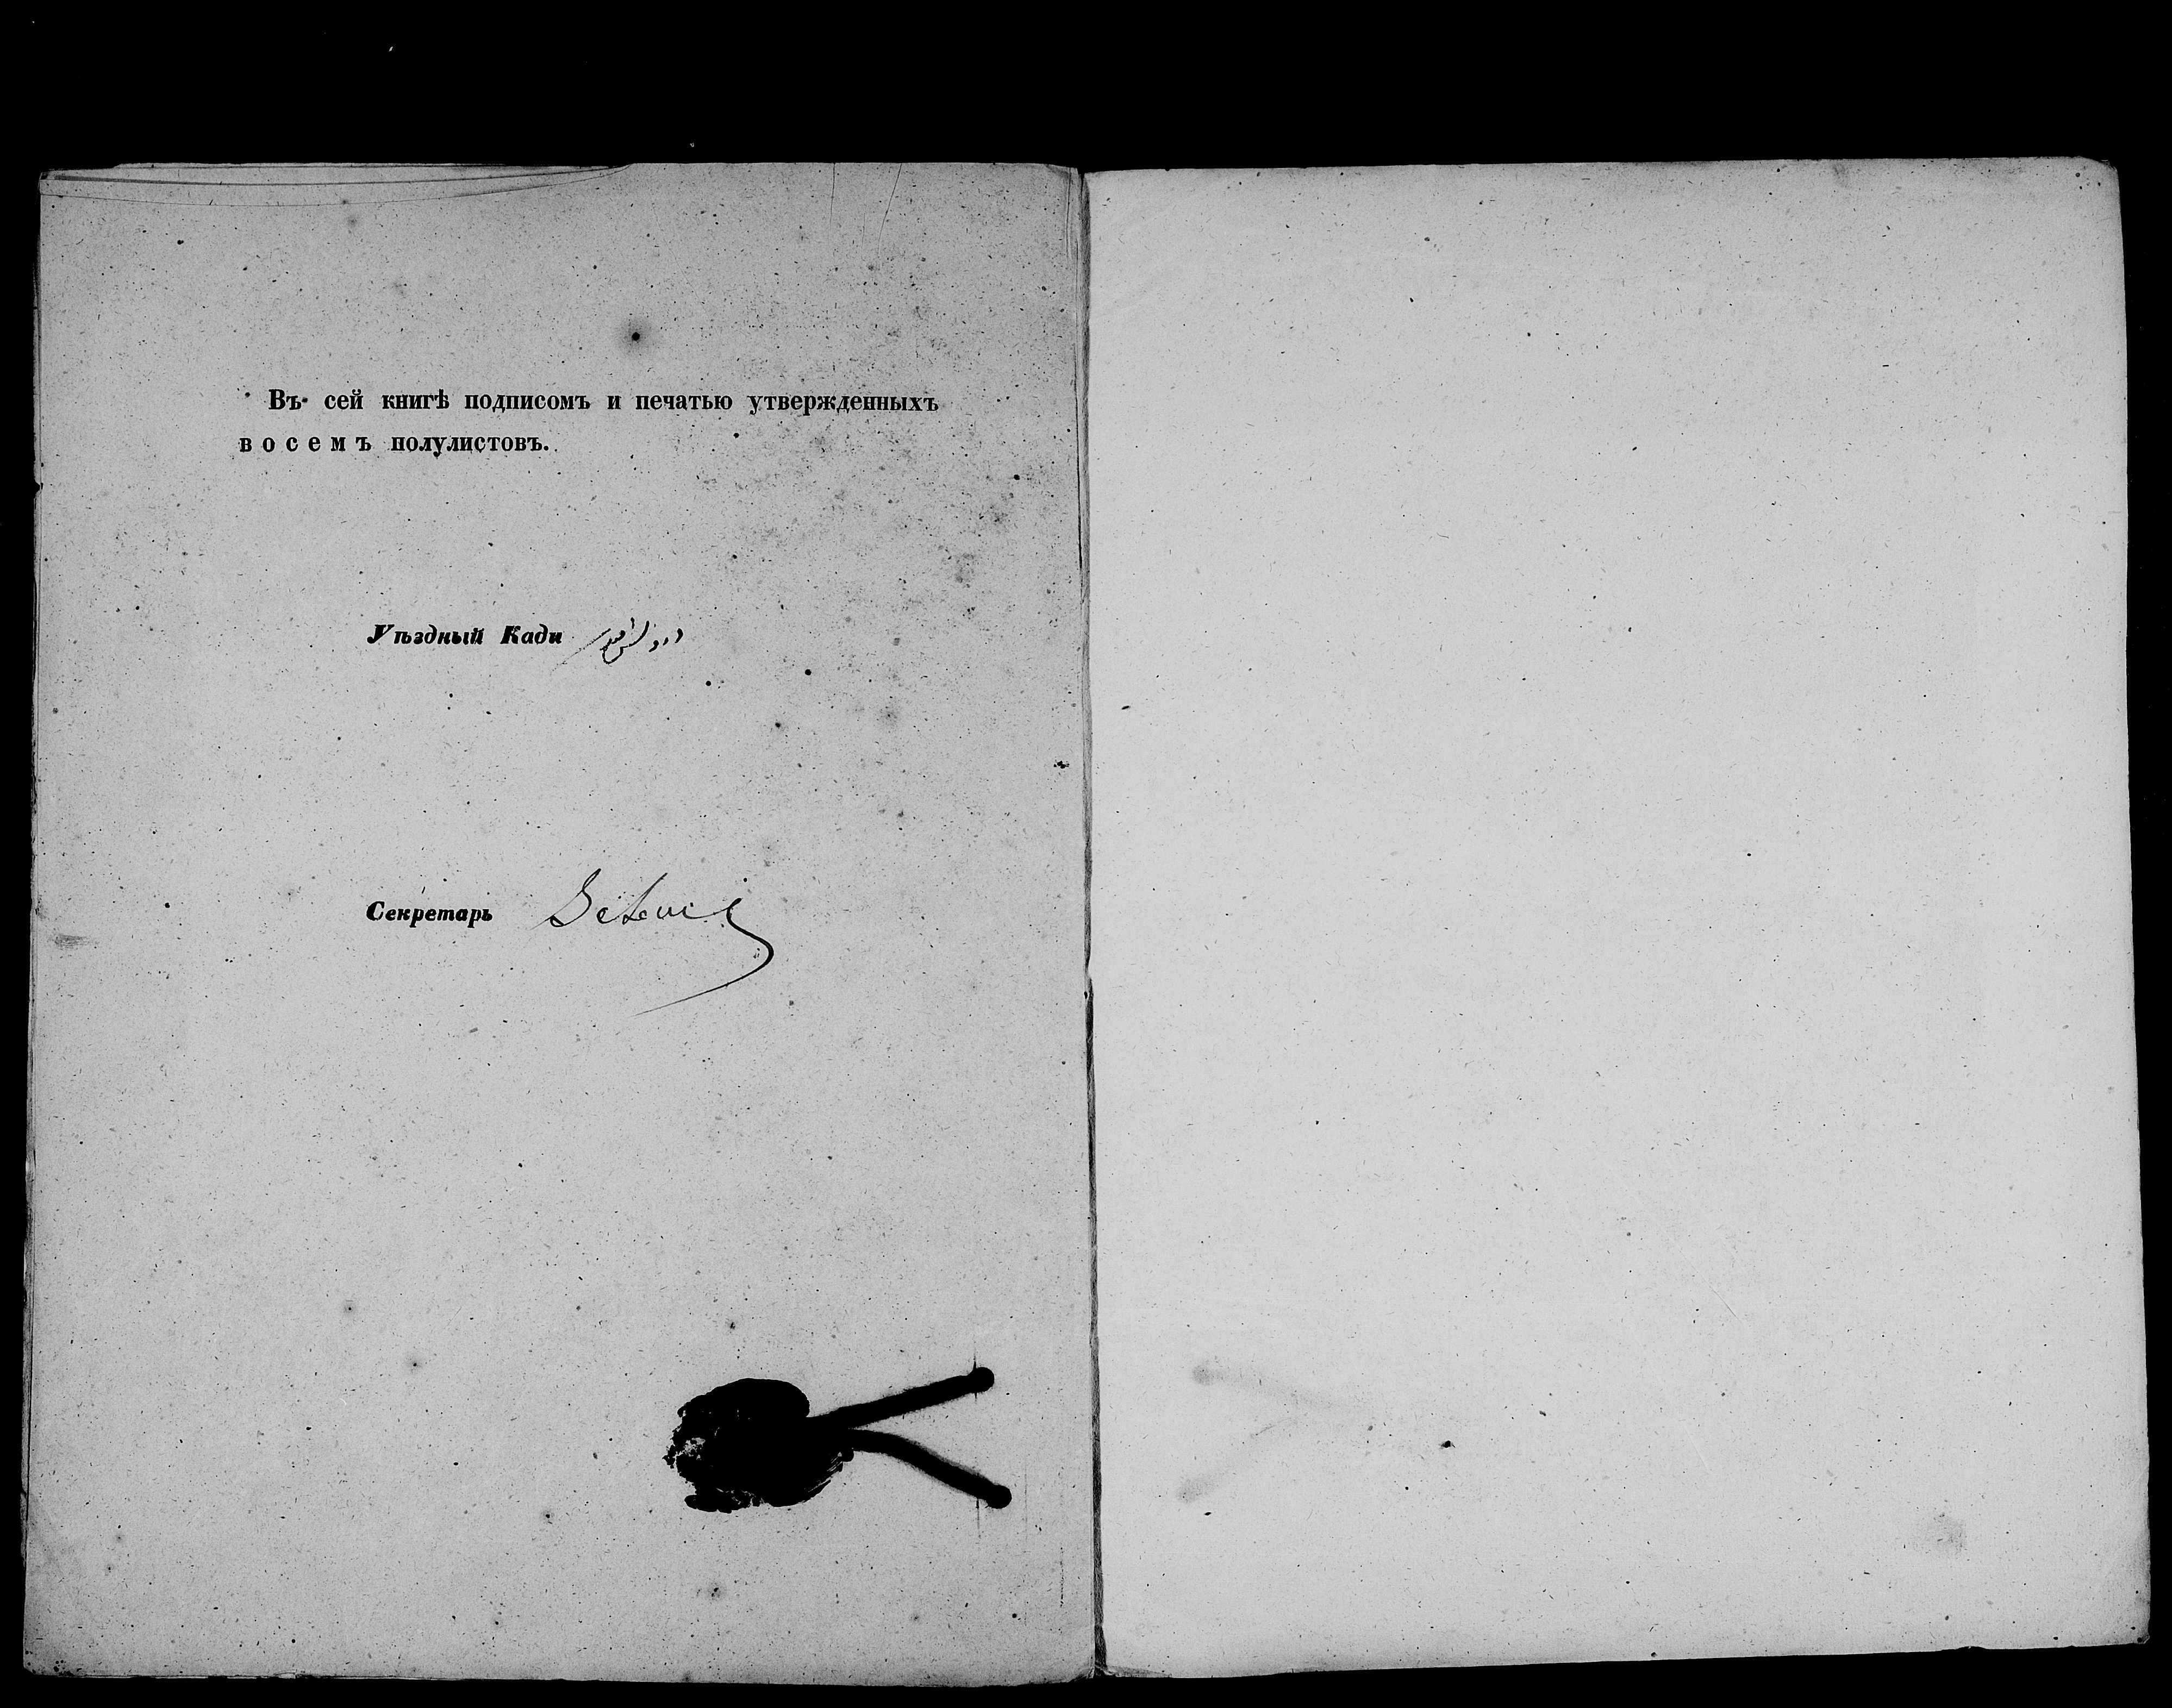 Въ сей книгѣ подписомъ и печатью утвержденныхъ
восемъ полулистовъ.
Уѣздный Кади
Секретарь